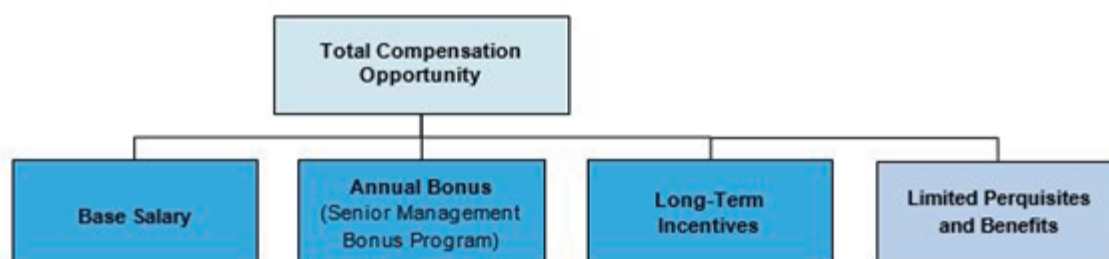 Total Compensation
Opportunity
Base Salary
Annual Bonus
(Senior Management
Bonus Program)
Long-Term
Incentives
Limited Perquisites
and Benefits